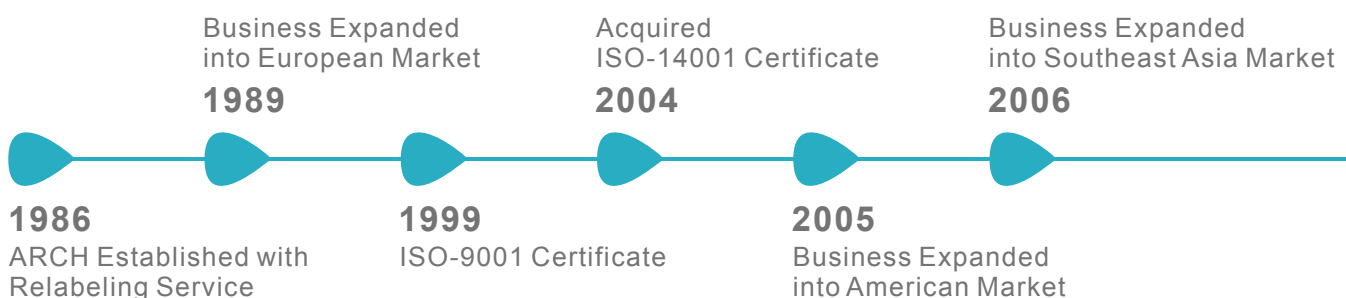 Business Expanded
into European Market
1989
Acquired
ISO-14001 Certificate
2004
Business Expanded
into Southeast Asia Market
2006
1986
ARCH Established with
Relabeling Service
1999
ISO-9001 Certificate
2005
Business Expanded
into American Market